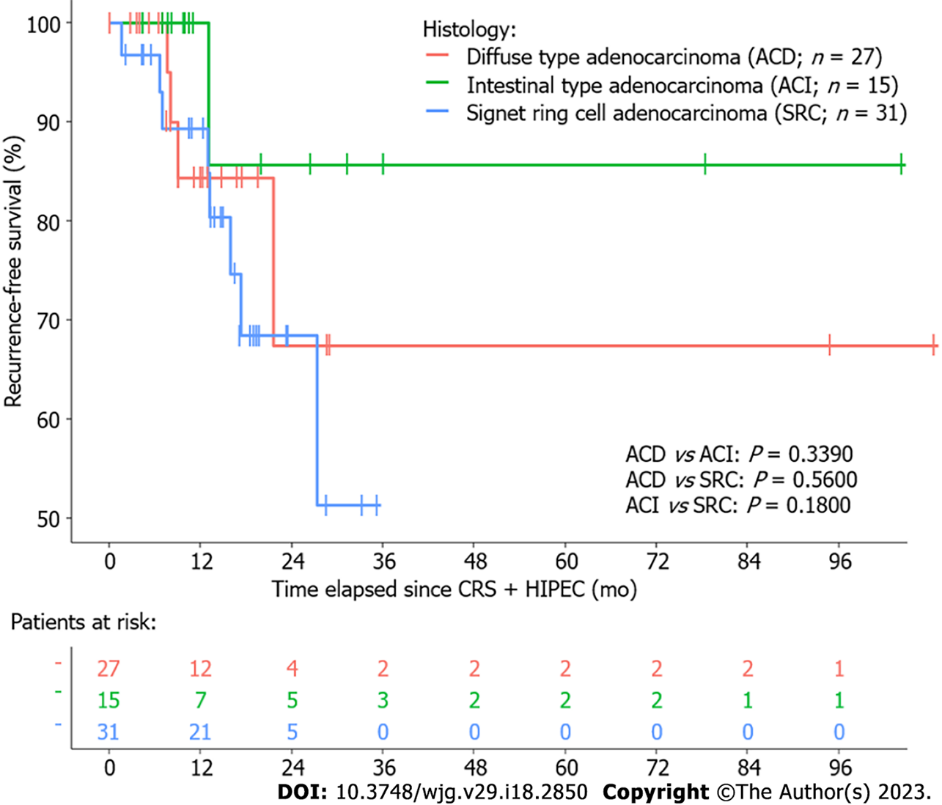 Histology:
Diffuse type adenocarcinoma (ACD; n = 27)
Intestinal type adenocarcinoma (ACI; n = 15)
Signet ring cell adenocarcinoma (SRC; n = 31)
Recurrence-free survival (%)
100
90
80
70
60
50
ACD vs ACI: P = 0.3390
ACD vs SRC: P = 0.5600
ACI vs SRC: P = 0.1800
0 12 24 36 48 60 72 84 96
Time elapsed since CRS + HIPEC (mo)
Patients at risk:
- 27 12 4 2 2 2 2 2 1
- 15 7 5 3 2 2 2 1 1
- 31 21 5 0 0 0 0 0 0
0 12 24 36 48 60 72 84 96
DOI: 10.3748/wjg.v29.i18.2850 Copyright ©The Author(s) 2023.